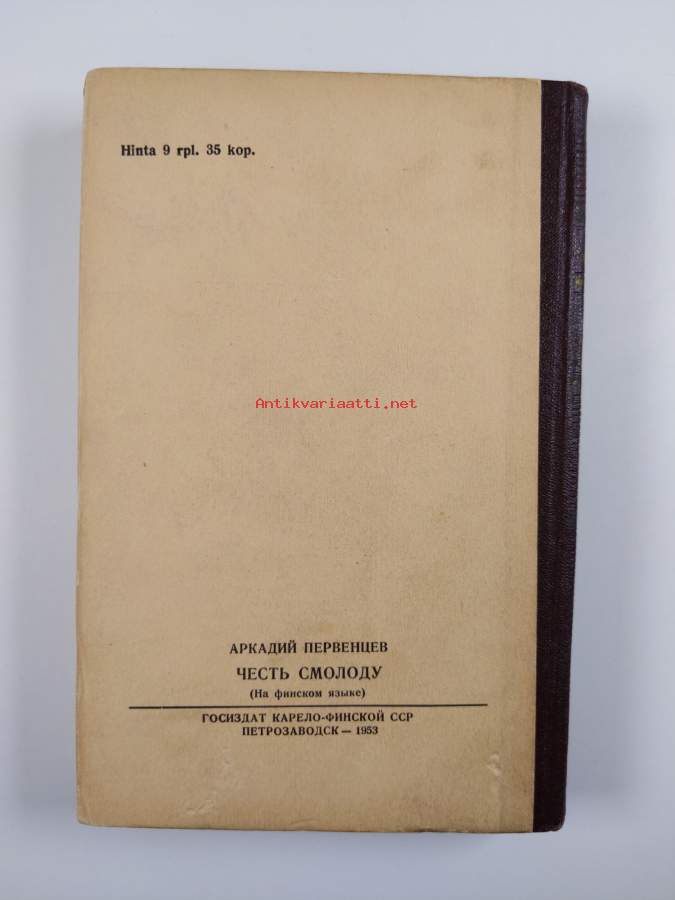 Hinta 9 rpl. 35 kop.
Antikvariaatti.net
АРКАДИЙ ПЕРВЕНЦЕВ
ЧЕСТЬ СМОЛОДУ
(На финском языке)
ГОСИЗДАТ КАРЕЛО-ФИНСКОЙ ССР
ПЕТРОЗАВОДСК — 1953